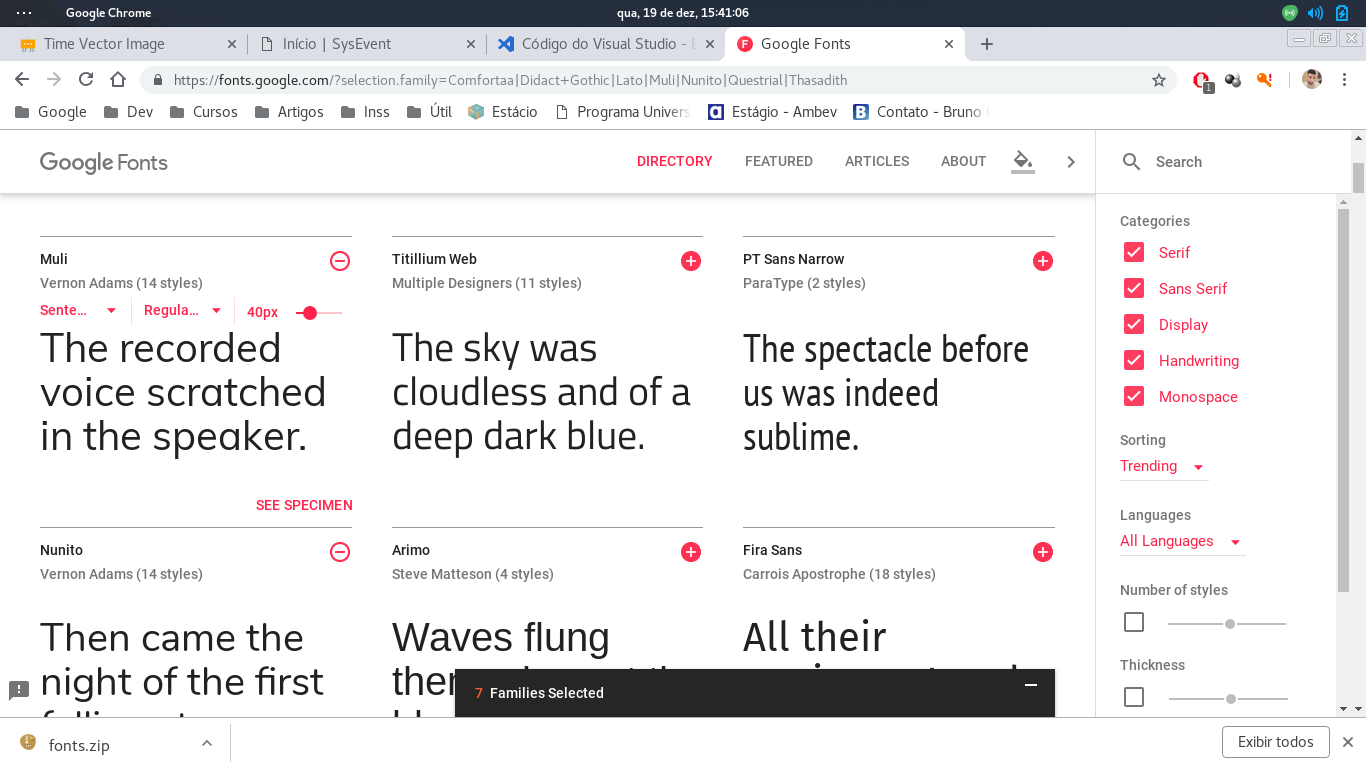 Google Chrome
qua, 19 de dez, 15:41:06
Time Vector Image
Início | SysEvent
Código do Visual Studio - E
Google Fonts
https://fonts.google.com/?selection.family=Comfortaa|Didact+Gothic|Lato|Muli|Nunito|Questrial|Thasadith
1
Google
Dev
Cursos
Artigos
Inss
Útil
Estácio
Programa Univers
Estágio - Ambev
Contato - Bruno
Google Fonts
DIRECTORY
FEATURED
ARTICLES
ABOUT
Search
Muli
Vernon Adams (14 styles)
Sente...
Regula...
40px
The recorded
voice scratched
in the speaker.
SEE SPECIMEN
Titillium Web
Multiple Designers (11 styles)
The sky was
cloudless and of a
deep dark blue.
PT Sans Narrow
ParaType (2 styles)
The spectacle before
us was indeed
sublime.
Nunito
Vernon Adams (14 styles)
Then came the
night of the first
Arimo
Steve Matteson (4 styles)
Waves flung
Fira Sans
Carrois Apostrophe (18 styles)
All their
7 Families Selected
Categories
Serif
Sans Serif
Display
Handwriting
Monospace
Sorting
Trending
Languages
All Languages
Number of styles
Thickness
fonts.zip
Exibir todos